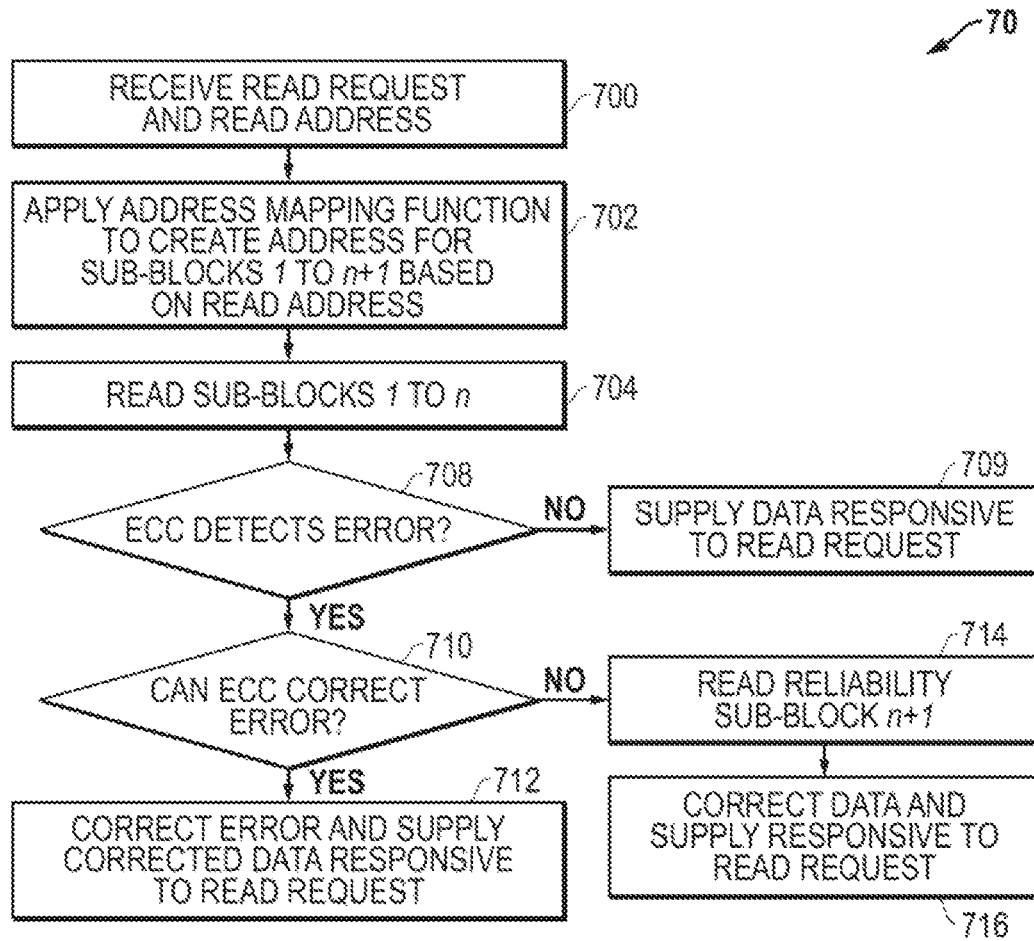 70
RECEIVE READ REQUEST
AND READ ADDRESS
700
APPLY ADDRESS MAPPING FUNCTION
TO CREATE ADDRESS FOR
SUB-BLOCKS 1 TO n+1 BASED
ON READ ADDRESS
702
READ SUB-BLOCKS 1 TO n
704
ECC DETECTS ERROR?
708
NO
SUPPLY DATA RESPONSIVE
TO READ REQUEST
709
YES
CAN ECC CORRECT
ERROR?
710
NO
READ RELIABILITY
SUB-BLOCK n+1
714
YES
CORRECT ERROR AND SUPPLY
CORRECTED DATA RESPONSIVE
TO READ REQUEST
712
CORRECT DATA AND
SUPPLY RESPONSIVE TO
READ REQUEST
716